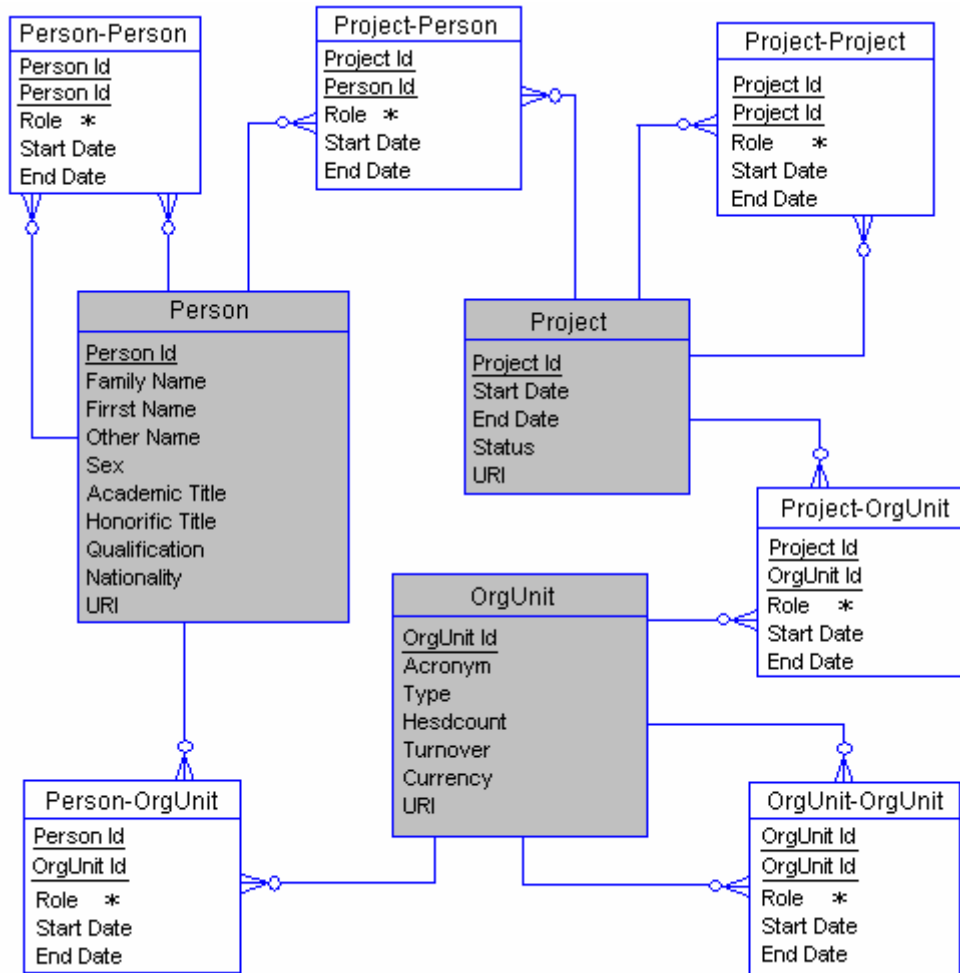 Person-Person
Person Id
Person Id
Role *
Start Date
End Date
Project-Person
Project Id
Person Id
Role *
Start Date
End Date
Project-Project
Project Id
Project Id
Role *
Start Date
End Date
Person
Person Id
Family Name
Firrst Name
Other Name
Sex
Academic Title
Honorific Title
Qualification
Nationality
URI
Project
Project Id
Start Date
End Date
Status
URI
Project-OrgUnit
Project Id
OrgUnit Id
Role *
Start Date
End Date
OrgUnit
OrgUnit Id
Acronym
Type
Hesdcount
Turnover
Currency
URI
Person-OrgUnit
Person Id
OrgUnit Id
Role *
Start Date
End Date
OrgUnit-OrgUnit
OrgUnit Id
OrgUnit Id
Role *
Start Date
End Date